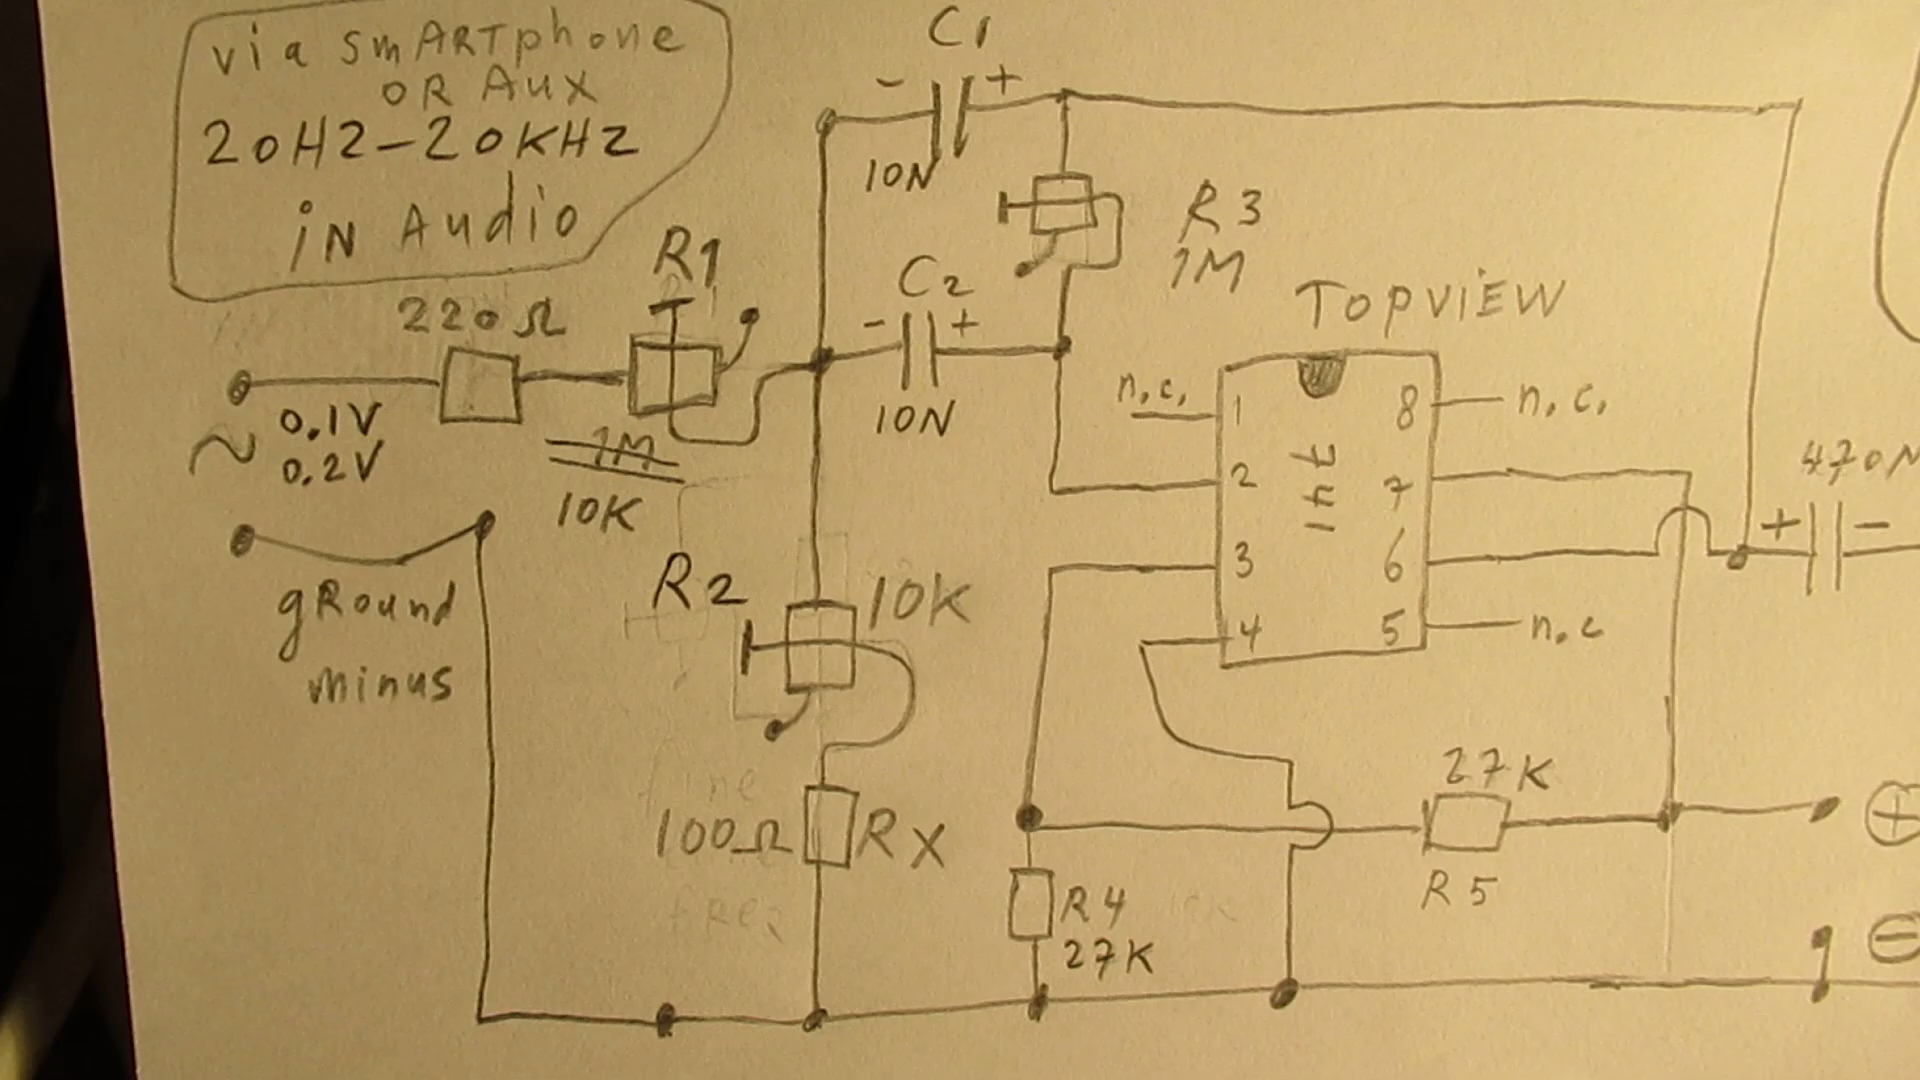 via smARTphone
OR AUX
20HZ-20KHZ
iN Audio
C1
- +
10N
R3
1M
R1
220Ω
C2
- +
10N
TOPVIEW
0.1V
0.2V
1M
10K
n.c.
1
2
3
4
741
8
7
6
5
n.c.
n.c
470N
+ -
gRound
minus
R2
10K
100Ω
RX
fine
freq
27K
R5
R4
27K
+
-